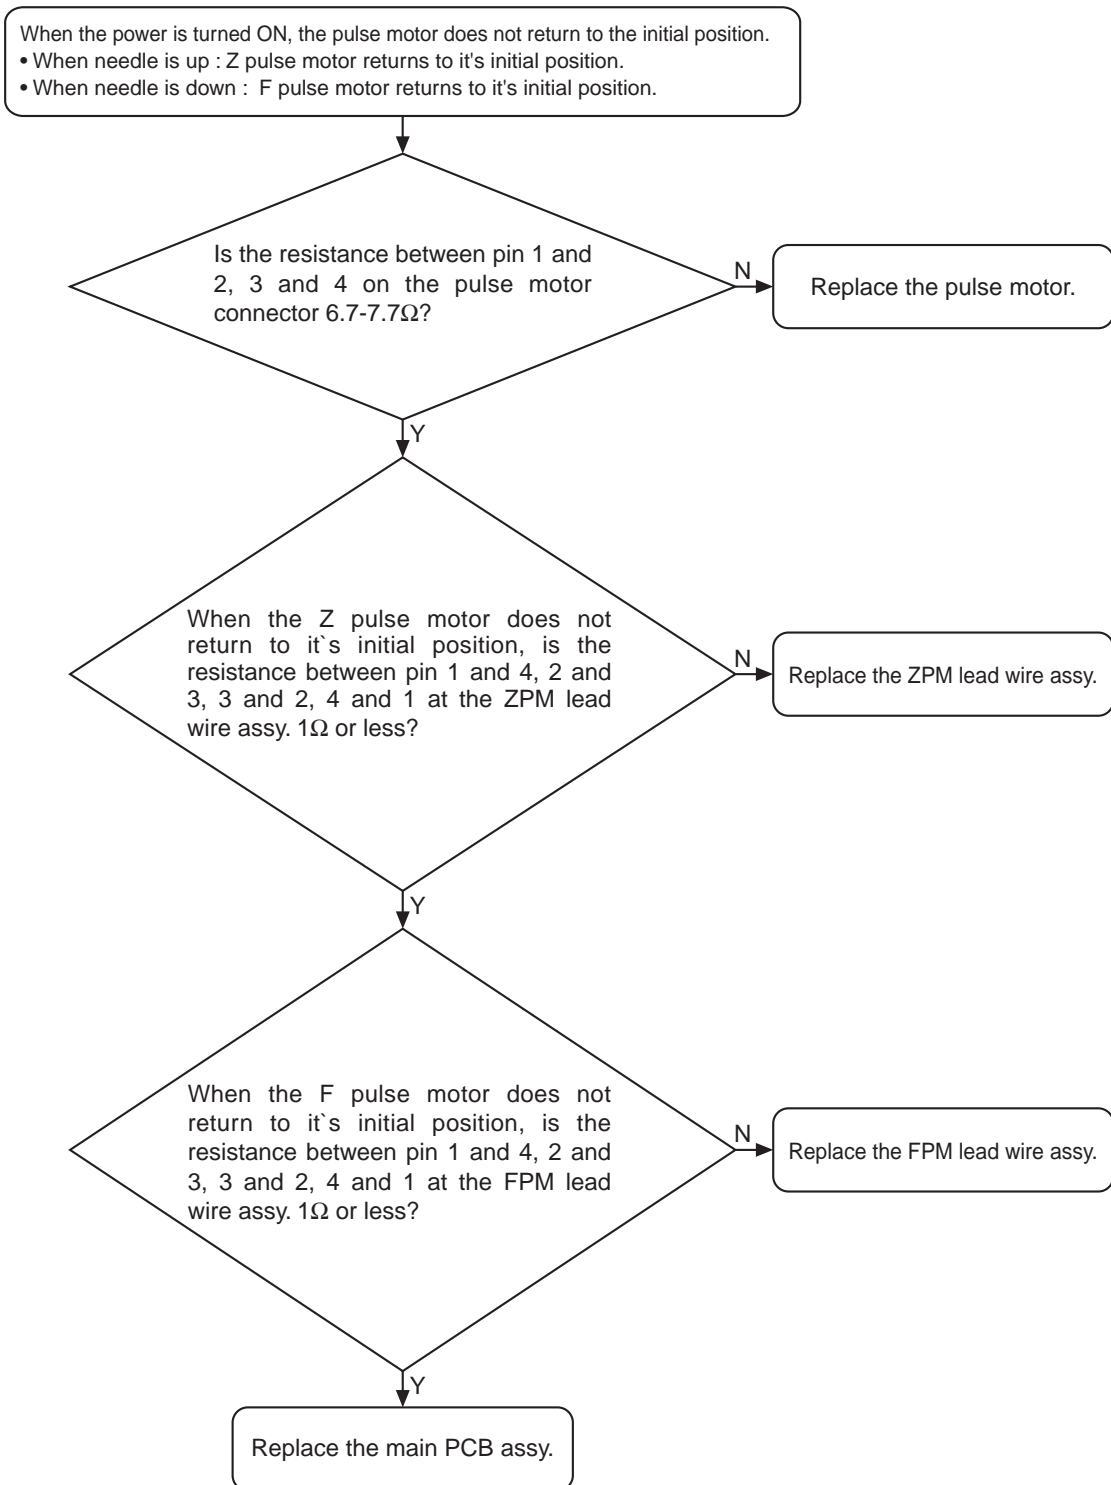 When the power is turned ON, the pulse motor does not return to the initial position.
• When needle is up : Z pulse motor returns to it's initial position.
• When needle is down :  F pulse motor returns to it's initial position.
Is the resistance between pin 1 and
2, 3 and 4 on the pulse motor
connector 6.7-7.7Ω?
N
Replace the pulse motor.
Y
When the Z pulse motor does not
return to it`s initial position, is the
resistance between pin 1 and 4, 2 and
3, 3 and 2, 4 and 1 at the ZPM lead
wire assy. 1Ω or less?
N
Replace the ZPM lead wire assy.
Y
When the F pulse motor does not
return to it`s initial position, is the
resistance between pin 1 and 4, 2 and
3, 3 and 2, 4 and 1 at the FPM lead
wire assy. 1Ω or less?
N
Replace the FPM lead wire assy.
Y
Replace the main PCB assy.